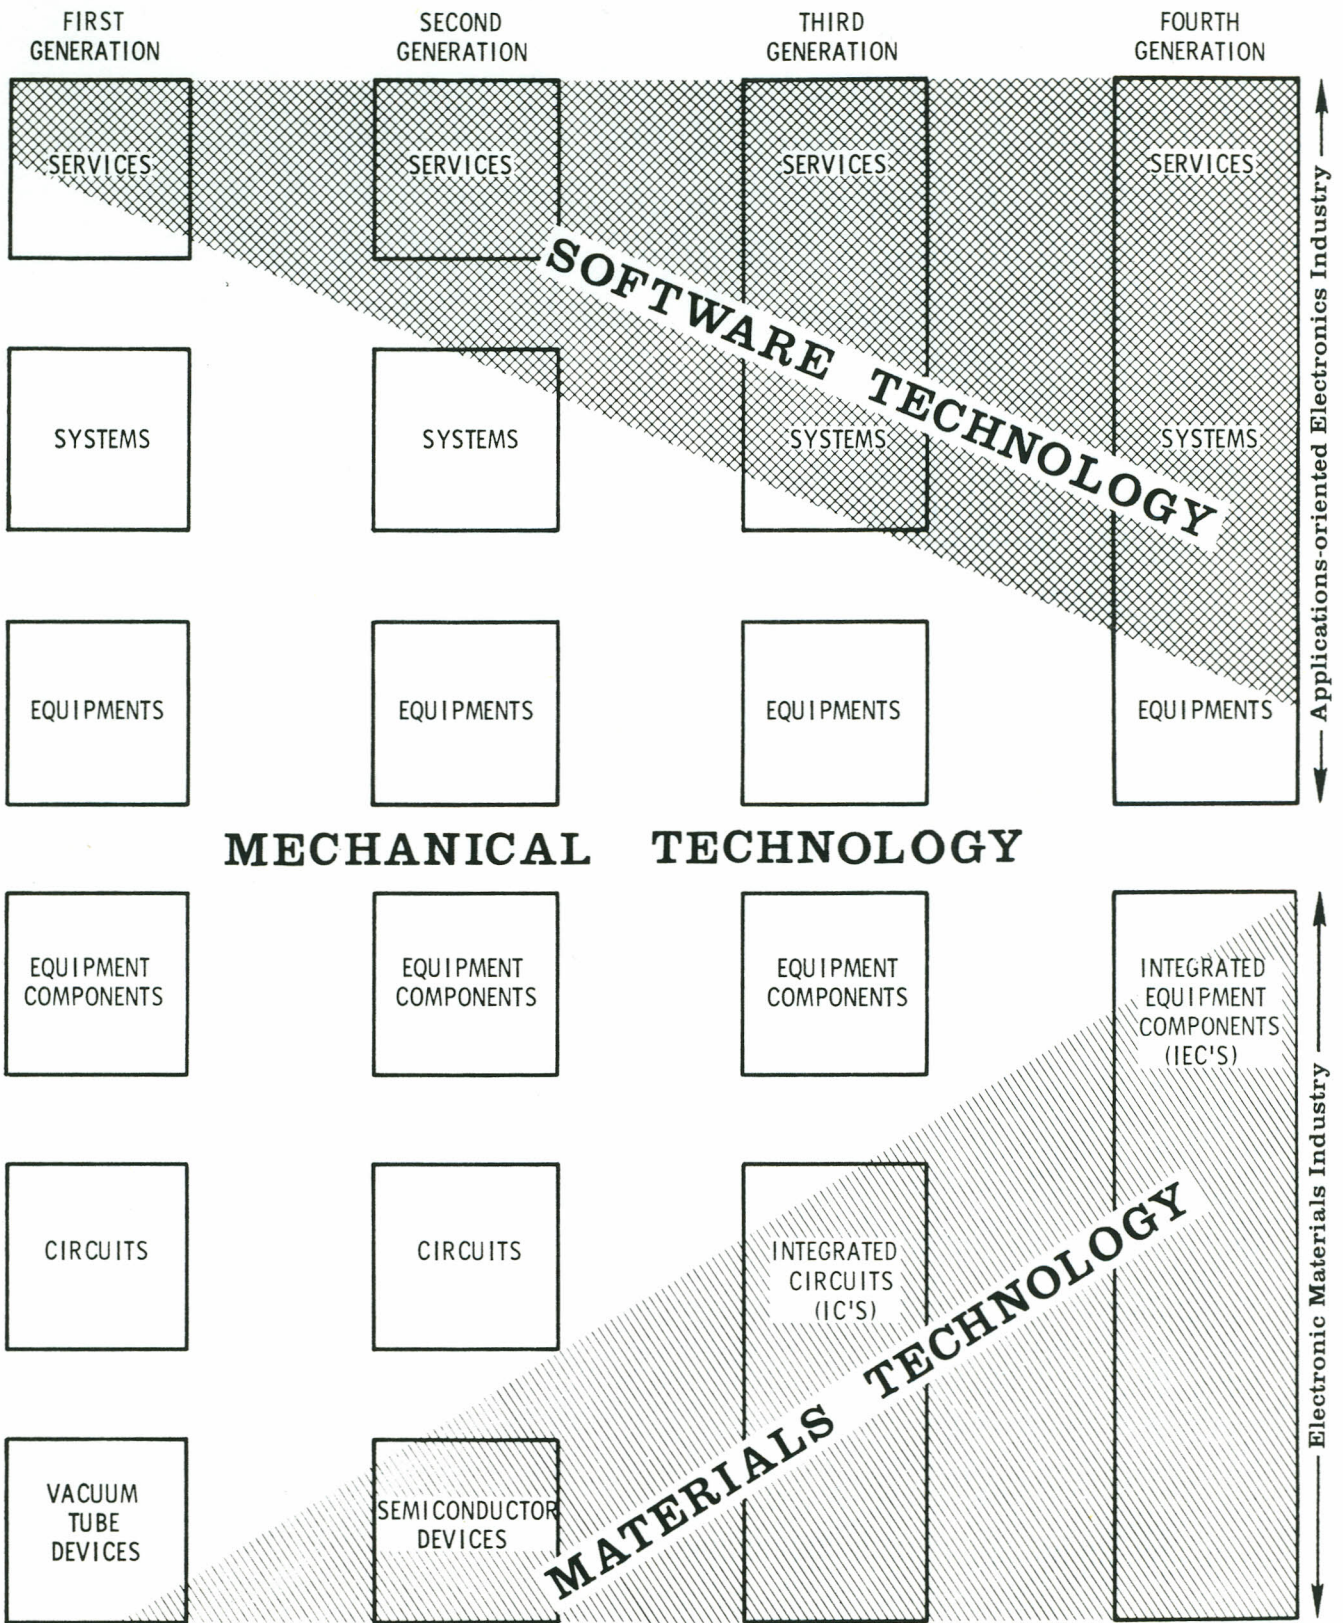 FIRST
GENERATION
SECOND
GENERATION
THIRD
GENERATION
FOURTH
GENERATION
SERVICES
SERVICES
SERVICES
SERVICES
SOFTWARE TECHNOLOGY
SYSTEMS
SYSTEMS
SYSTEMS
SYSTEMS
EQUIPMENTS
EQUIPMENTS
EQUIPMENTS
EQUIPMENTS
Applications-oriented Electronics Industry
MECHANICAL TECHNOLOGY
EQUIPMENT
COMPONENTS
EQUIPMENT
COMPONENTS
EQUIPMENT
COMPONENTS
INTEGRATED
EQUIPMENT
COMPONENTS
(IEC'S)
CIRCUITS
CIRCUITS
INTEGRATED
CIRCUITS
(IC'S)
MATERIALS TECHNOLOGY
VACUUM
TUBE
DEVICES
SEMICONDUCTOR
DEVICES
Electronic Materials Industry